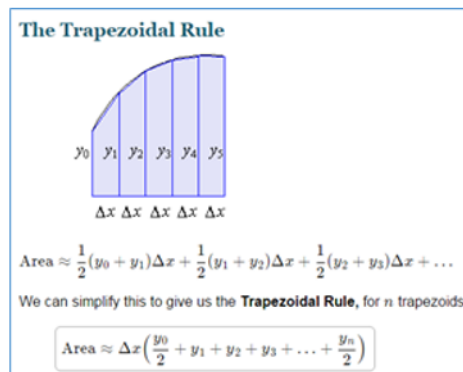 The Trapezoidal Rule
y₀ y₁ y₂ y₃ y₄ y₅
Δx Δx Δx Δx Δx
Area ≈ 1/2(y₀ + y₁)Δx + 1/2(y₁ + y₂)Δx + 1/2(y₂ + y₃)Δx + …
We can simplify this to give us the Trapezoidal Rule, for n trapezoids
Area ≈ Δx(y₀/2 + y₁ + y₂ + y₃ + … + yₙ/2)